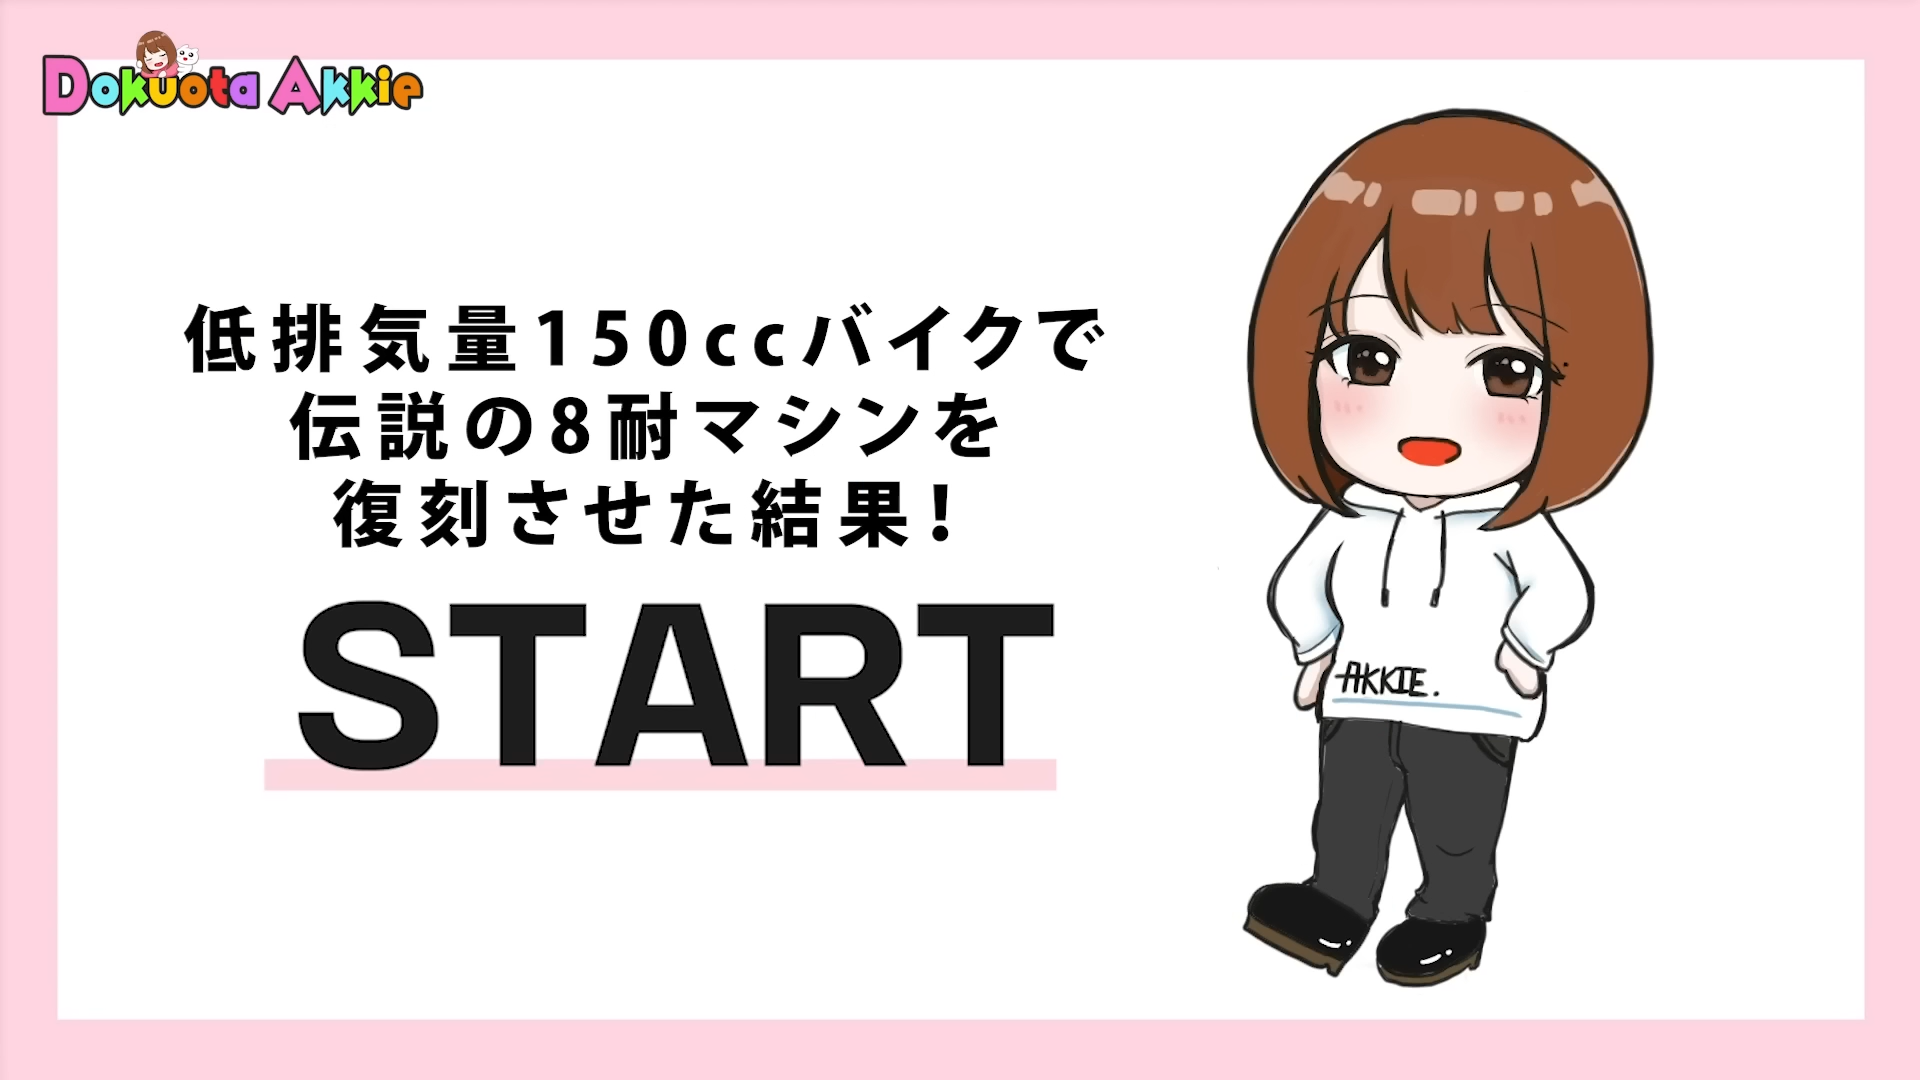 Dokuota Akkie
低排気量150ccバイクで
伝説の8耐マシンを
復刻させた結果!
START
AKKIE.